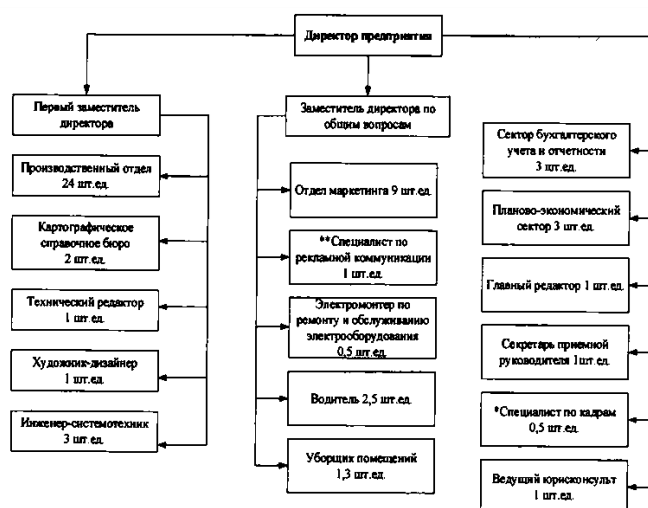 Директор предприятия
Первый заместитель
директора
Производственный отдел
24 шт.ед.
Картографическое
справочное бюро
2 шт.ед.
Технический редактор
1 шт.ед.
Художник-дизайнер
1 шт.ед.
Инженер-системотехник
3 шт.ед.
Заместитель директора по
общим вопросам
Отдел маркетинга 9 шт.ед.
**Специалист по
рекламной коммуникации
1 шт.ед.
Электромонтер по
ремонту и обслуживанию
электрооборудования
0,5 шт.ед.
Водитель 2,5 шт.ед.
Уборщик помещений
1,3 шт.ед.
Сектор бухгалтерского
учета и отчетности
3 шт.ед.
Планово-экономический
сектор 3 шт.ед.
Главный редактор 1 шт.ед.
Секретарь приемной
руководителя 1шт.ед.
*Специалист по кадрам
0,5 шт.ед.
Ведущий юрисконсульт
1 шт.ед.